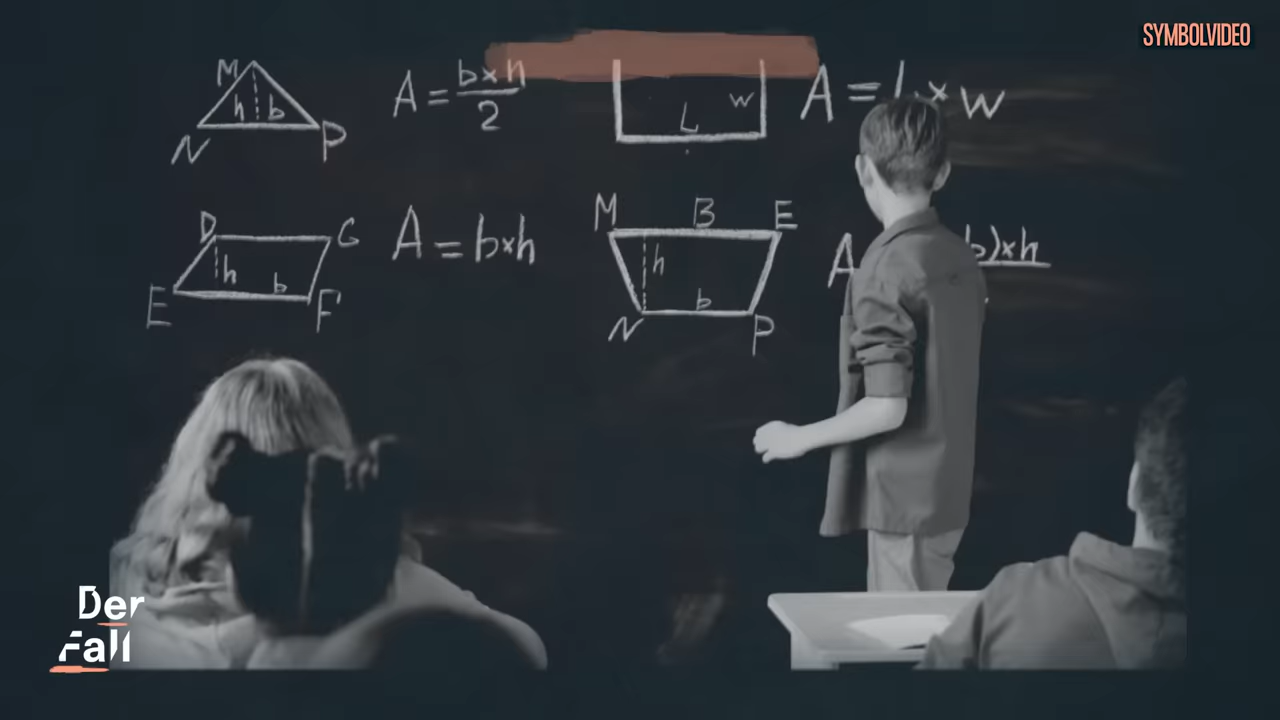 SYMBOLVIDEO
M
h b
N P
A = b×h
2
w
L
A = L × w
D G
h
b
E F
A = b×h
M B E
h
b
N P
A b)×h
Der
Fall